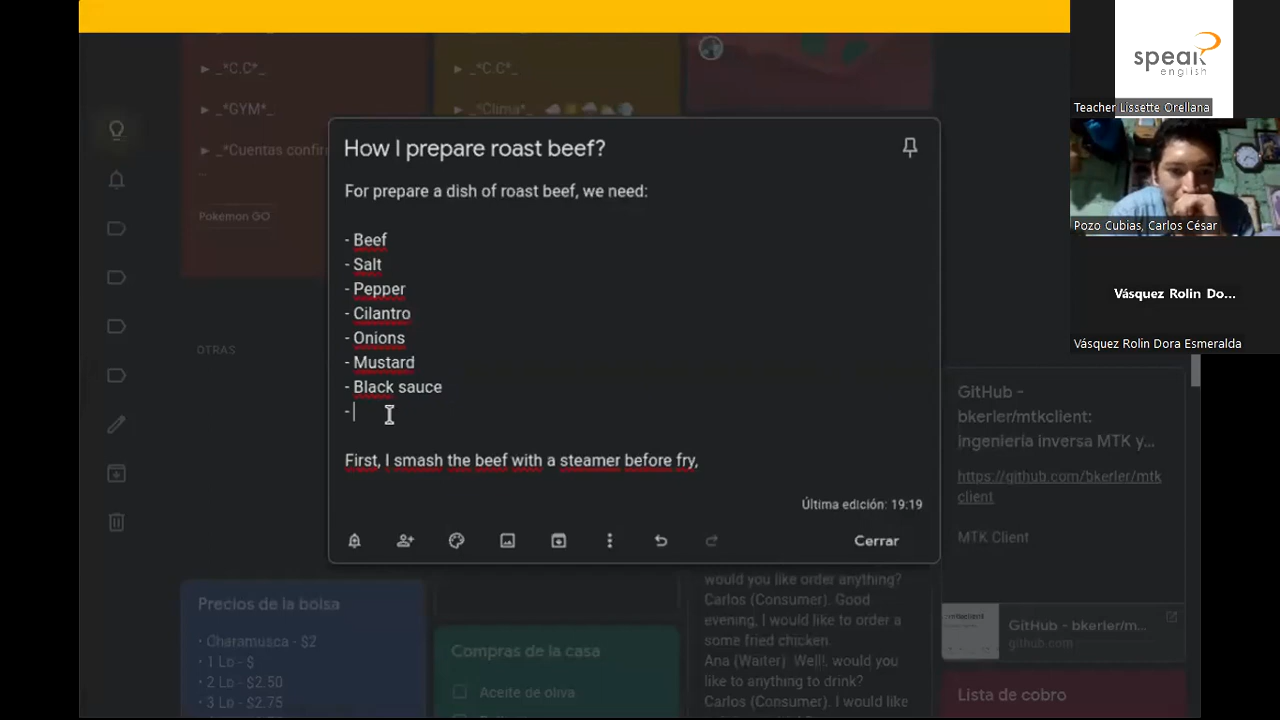 ► _*C.C*_
► _*GYM*_
► _*Cuentas confir
Pokemon GO
► _*C.C*_
► _*Clima*_
OTRAS
How I prepare roast beef?
For prepare a dish of roast beef, we need:
- Beef
- Salt
- Pepper
- Cilantro
- Onions
- Mustard
- Black sauce
-
First, I smash the beef with a steamer before fry,
Última edición: 19:19
Cerrar
Precios de la bolsa
• Charamusca - $2
• 1 Lb - $
• 2 Lb - $2.50
• 3 Lp - $2.75
Compras de la casa
Aceite de oliva
would you like order anything?
Carlos (Consumer). Good
evening, I would like to order a
some fried chicken.
Ana (Waiter) Well!, would you
like to anything to drink?
Carlos (Consumer). I would like
GitHub -
bkerler/mtkclient:
ingeniería inversa MTK y...
https://github.com/bkerler/mtk
client
MTK Client
GitHub - bkerler/m...
github.com
Lista de cobro
speak
english
Teacher Lissette Orellana
Pozo Cubias, Carlos César
Vásquez Rolin Do...
Vásquez Rolin Dora Esmeralda